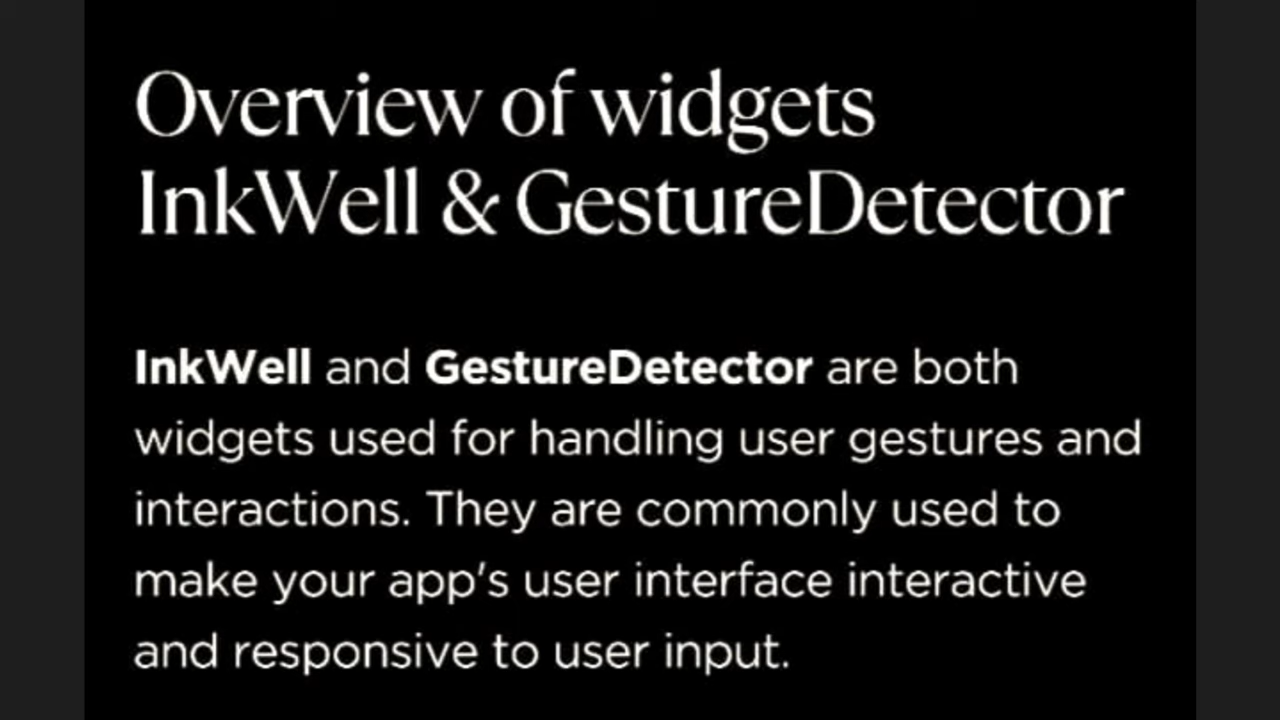 Overview of widgets
InkWell & GestureDetector
InkWell and GestureDetector are both
widgets used for handling user gestures and
interactions. They are commonly used to
make your app's user interface interactive
and responsive to user input.